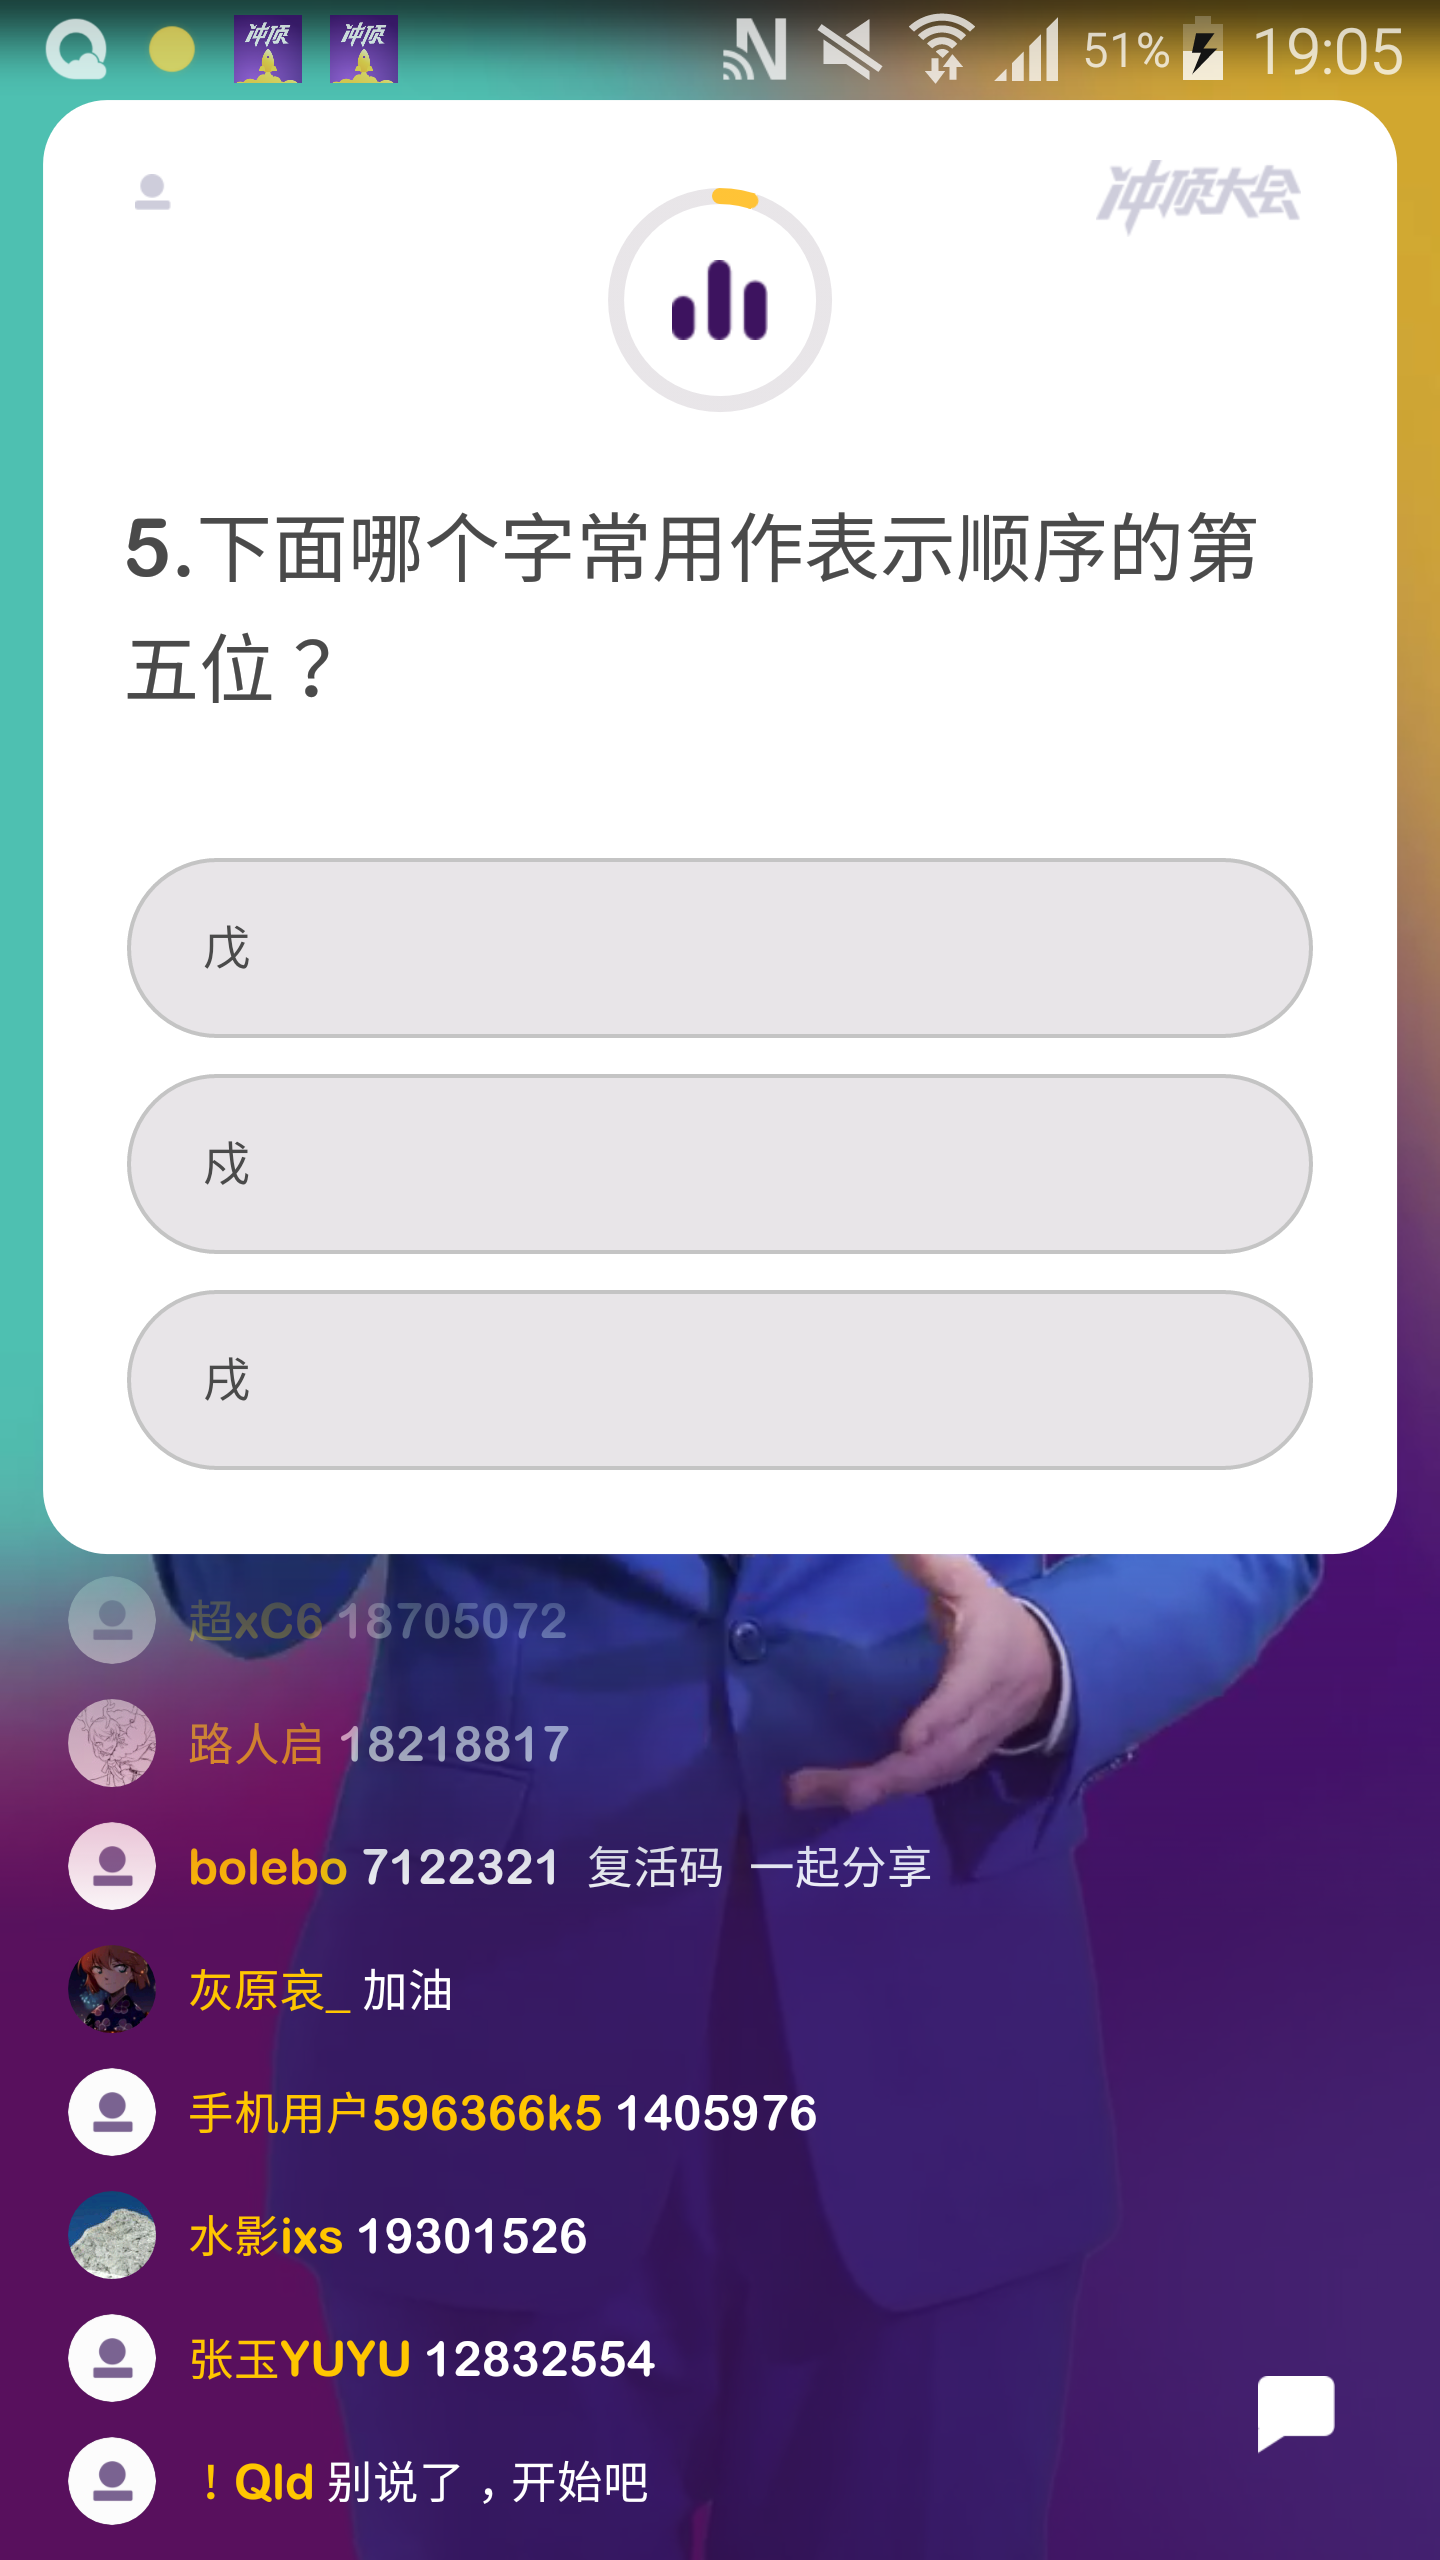 冲顶
冲顶
51%
19:05
冲顶大会
5.下面哪个字常用作表示顺序的第
五位？
戊
戍
戌
超xC6 18705072
路人启 18218817
bolebo 7122321 复活码 一起分享
灰原哀_ 加油
手机用户596366k5 1405976
水影ixs 19301526
张玉YUYU 12832554
！Qld 别说了，开始吧